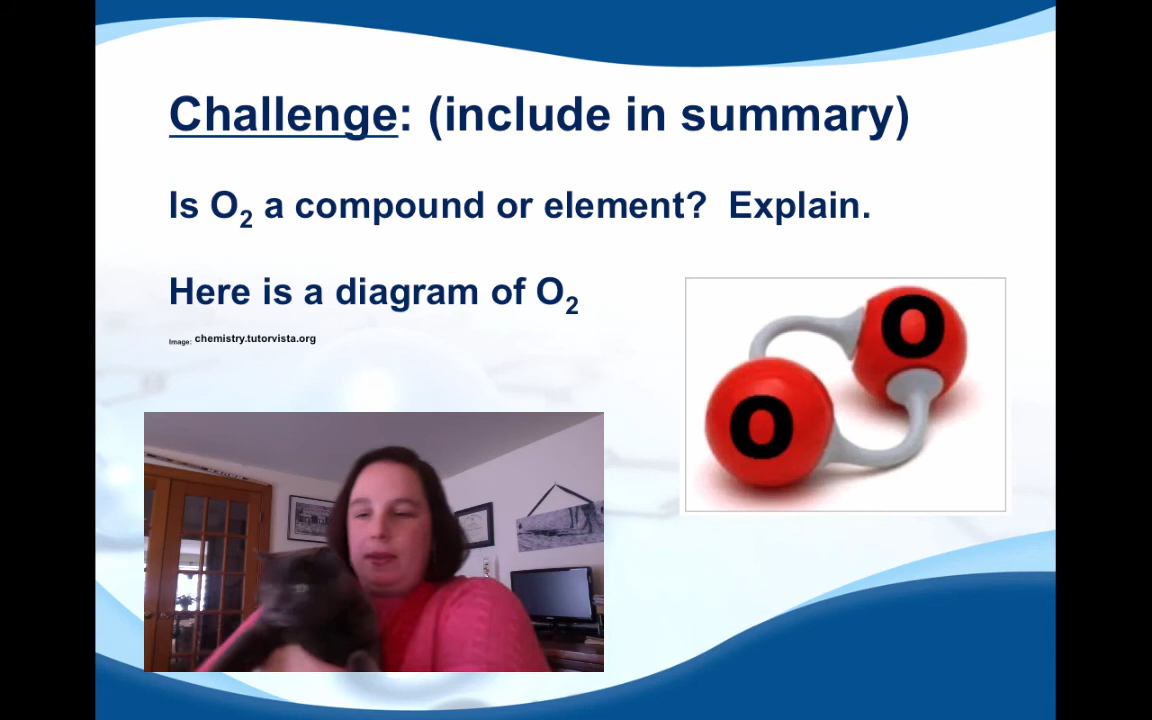 Challenge: (include in summary)
Is O2 a compound or element? Explain.
Here is a diagram of O2
Image: chemistry.tutorvista.org
O
O